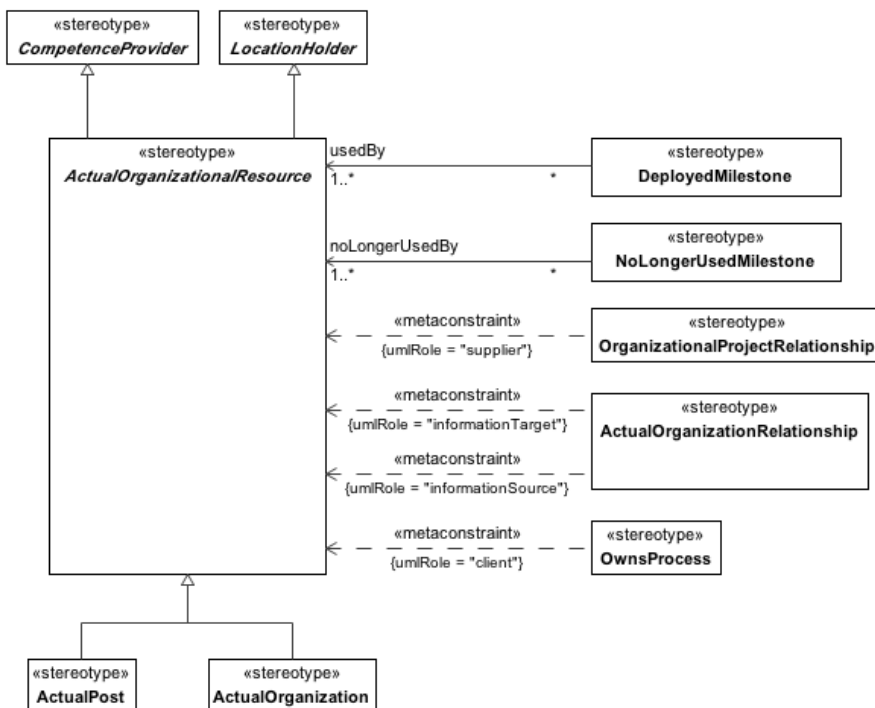 «stereotype»
CompetenceProvider
«stereotype»
LocationHolder
«stereotype»
ActualOrganizationalResource
usedBy
1..*
*
«stereotype»
DeployedMilestone
noLongerUsedBy
1..*
*
«stereotype»
NoLongerUsedMilestone
«metaconstraint»
{umlRole = "supplier"}
«stereotype»
OrganizationalProjectRelationship
«metaconstraint»
{umlRole = "informationTarget"}
«stereotype»
ActualOrganizationRelationship
«metaconstraint»
{umlRole = "informationSource"}
«metaconstraint»
{umlRole = "client"}
«stereotype»
OwnsProcess
«stereotype»
ActualPost
«stereotype»
ActualOrganization